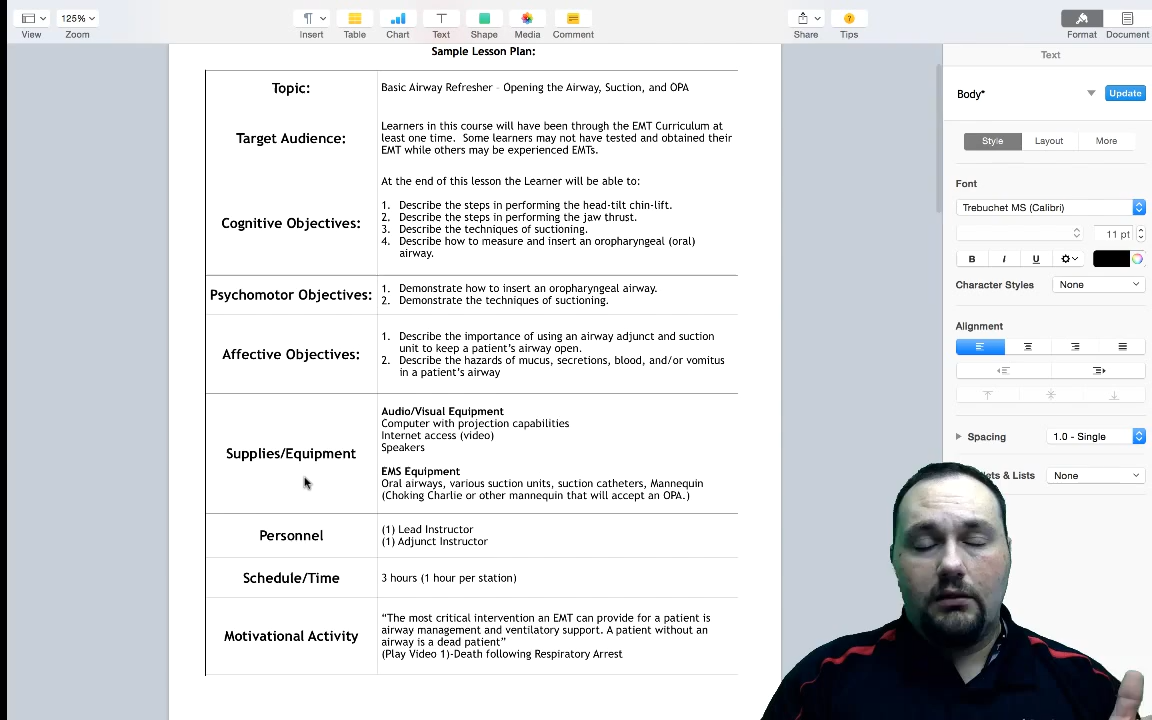 125%
View
Zoom
Insert
Table
Chart
Text
Shape
Media
Comment
Share
Tips
Format
Document
Sample Lesson Plan:
Topic:
Basic Airway Refresher – Opening the Airway, Suction, and OPA
Target Audience:
Learners in this course will have been through the EMT Curriculum at
least one time.  Some learners may not have tested and obtained their
EMT while others may be experienced EMTs.
Cognitive Objectives:
At the end of this lesson the Learner will be able to:
1. Describe the steps in performing the head-tilt chin-lift.
2. Describe the steps in performing the jaw thrust.
3. Describe the techniques of suctioning.
4. Describe how to measure and insert an oropharyngeal (oral)
airway.
Psychomotor Objectives:
1. Demonstrate how to insert an oropharyngeal airway.
2. Demonstrate the techniques of suctioning.
Affective Objectives:
1. Describe the importance of using an airway adjunct and suction
unit to keep a patient's airway open.
2. Describe the hazards of mucus, secretions, blood, and/or vomitus
in a patient's airway
Supplies/Equipment
Audio/Visual Equipment
Computer with projection capabilities
Internet access (video)
Speakers
EMS Equipment
Oral airways, various suction units, suction catheters, Mannequin
(Choking Charlie or other mannequin that will accept an OPA.)
Personnel
(1) Lead Instructor
(1) Adjunct Instructor
Schedule/Time
3 hours (1 hour per station)
Motivational Activity
“The most critical intervention an EMT can provide for a patient is
airway management and ventilatory support. A patient without an
airway is a dead patient”
(Play Video 1)-Death following Respiratory Arrest
Text
Body*
Update
Style
Layout
More
Font
Trebuchet MS (Calibri)
11 pt
B I U
Character Styles
None
Alignment
Spacing
1.0 - Single
& Lists
None